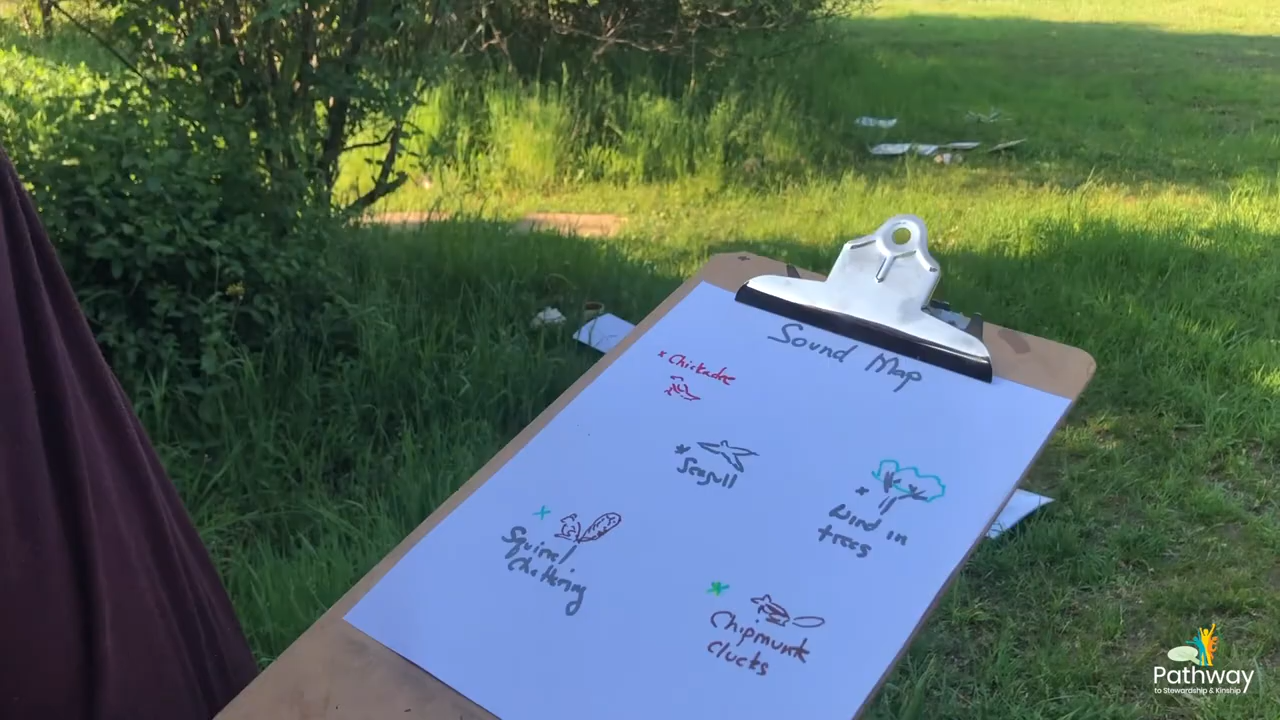 Sound Map
* Chickadee
* Seagull
* Wind in
trees
x Squirrel
Chattering
* Chipmunk
clucks
Pathway
to Stewardship & Kinship